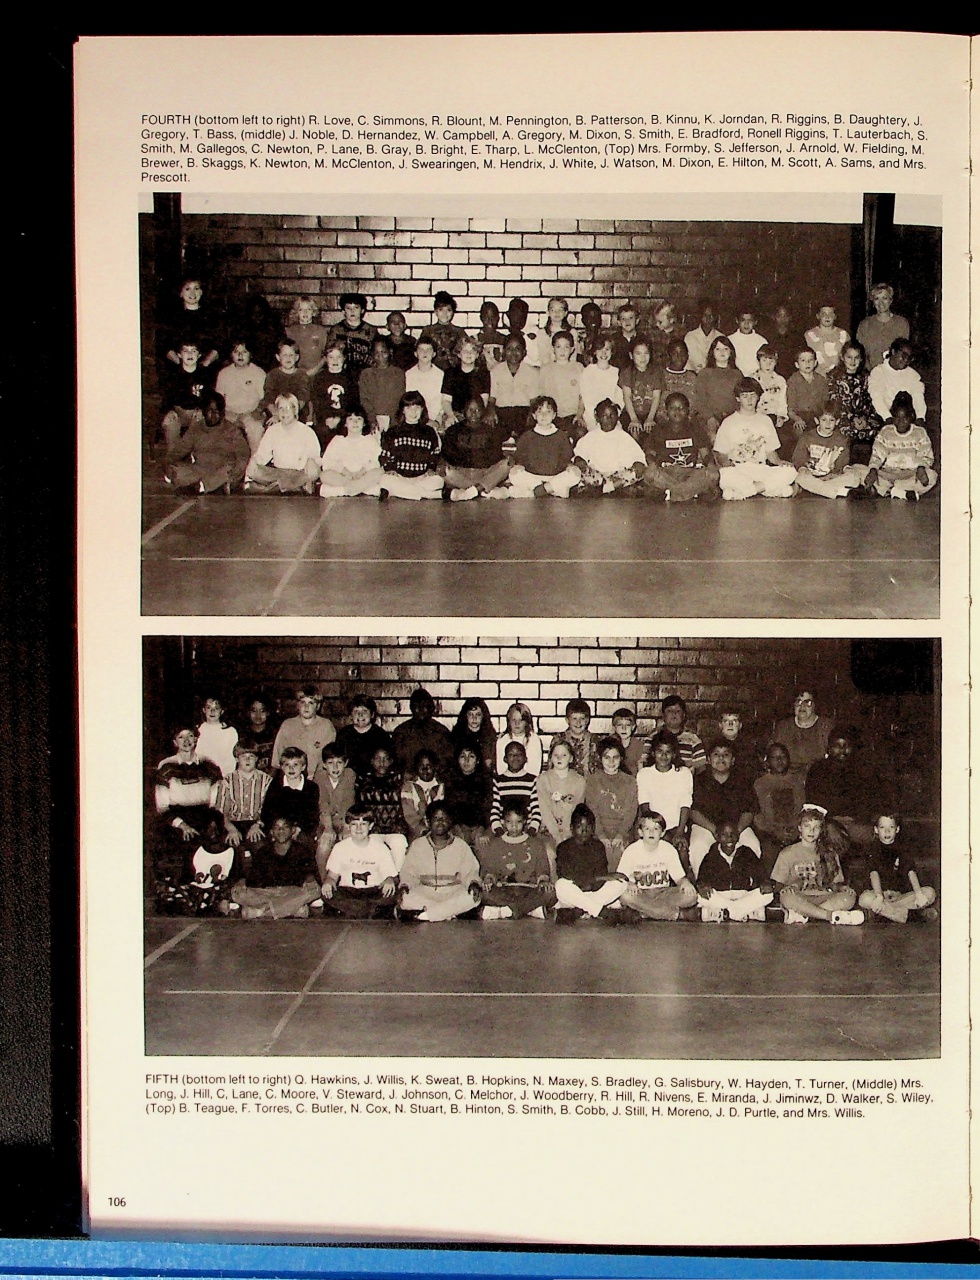 FOURTH (bottom left to right) R. Love, C. Simmons, R. Blount, M. Pennington, B. Patterson, B. Kinnu, K. Jorndan, R. Riggins, B. Daughtery, J.
Gregory, T. Bass, (middle) J. Noble, D. Hernandez, W. Campbell, A. Gregory, M. Dixon, S. Smith, E. Bradford, Ronell Riggins, T. Lauterbach, S.
Smith, M. Gallegos, C. Newton, P. Lane, B. Gray, B. Bright, E. Tharp, L. McClenton, (Top) Mrs. Formby, S. Jefferson, J. Arnold, W. Fielding, M.
Brewer, B. Skaggs, K. Newton, M. McClenton, J. Swearingen, M. Hendrix, J. White, J. Watson, M. Dixon, E. Hilton, M. Scott, A. Sams, and Mrs.
Prescott.
ROCK
FIFTH (bottom left to right) Q. Hawkins, J. Willis, K. Sweat, B. Hopkins, N. Maxey, S. Bradley, G. Salisbury, W. Hayden, T. Turner, (Middle) Mrs.
Long, J. Hill, C, Lane, C. Moore, V. Steward, J. Johnson, C. Melchor, J. Woodberry, R. Hill, R. Nivens, E. Miranda, J. Jiminwz, D. Walker, S. Wiley,
(Top) B. Teague, F. Torres, C. Butler, N. Cox, N. Stuart, B. Hinton, S. Smith, B. Cobb, J. Still, H. Moreno, J. D. Purtle, and Mrs. Willis.
106